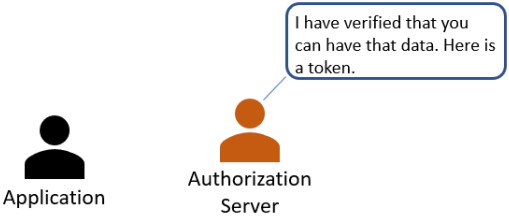 I have verified that you
can have that data. Here is
a token.
Application
Authorization
Server